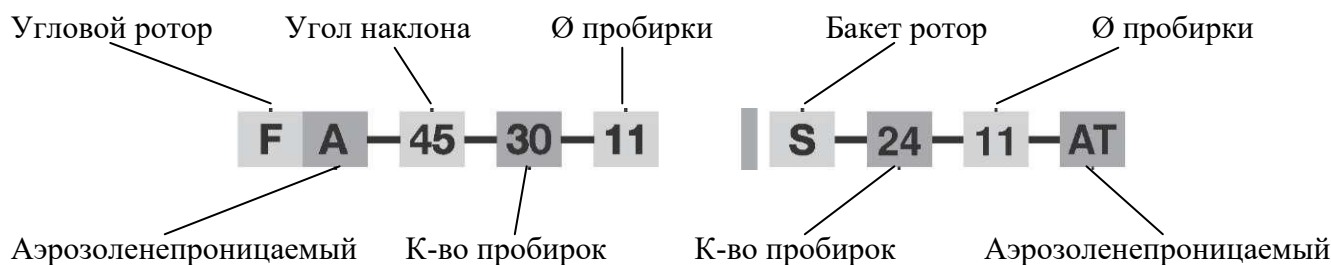 Угловой ротор Угол наклона Ø пробирки Бакет ротор Ø пробирки
F A 45 30 11 S 24 11 AT
Аэрозоленепроницаемый К-во пробирок К-во пробирок Аэрозоленепроницаемый